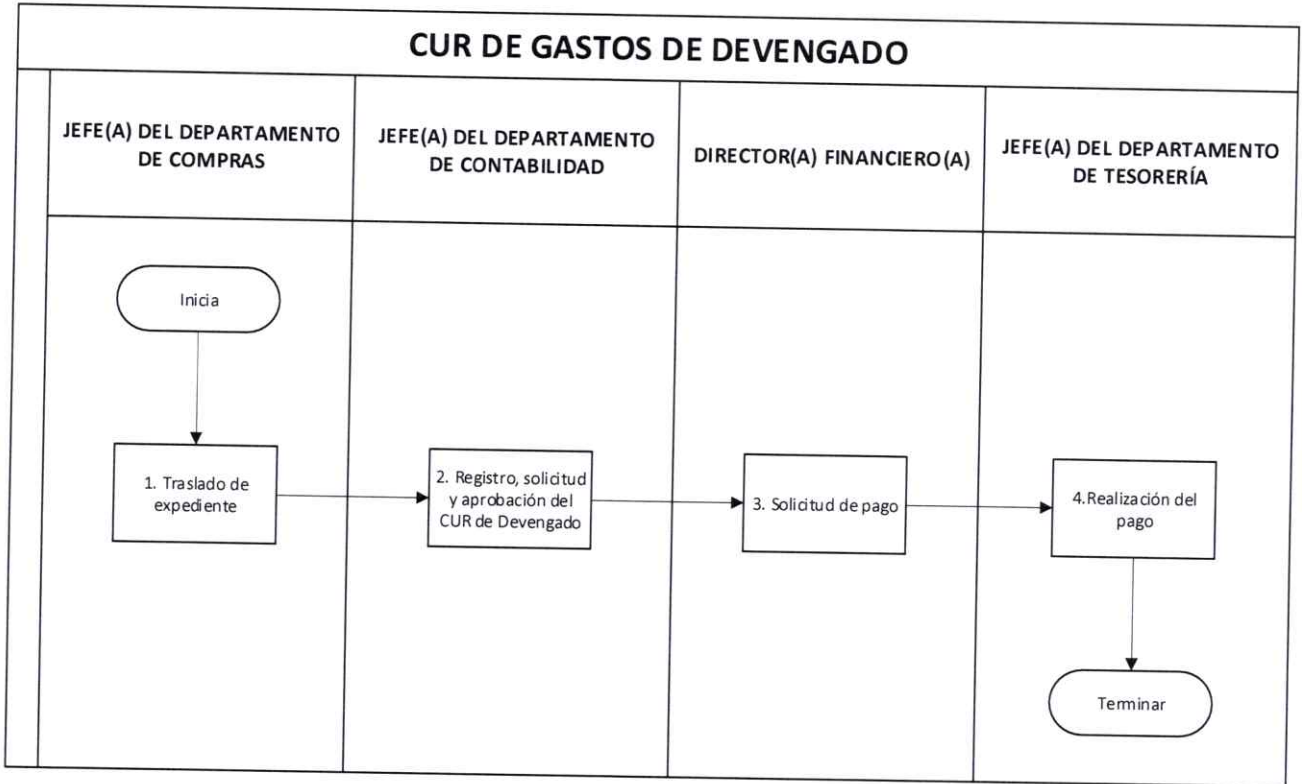 CUR DE GASTOS DE DEVENGADO
JEFE(A) DEL DEPARTAMENTO
DE COMPRAS
JEFE(A) DEL DEPARTAMENTO
DE CONTABILIDAD
DIRECTOR(A) FINANCIERO(A)
JEFE(A) DEL DEPARTAMENTO
DE TESORERÍA
Inicia
1. Traslado de
expediente
2. Registro, solicitud
y aprobación del
CUR de Devengado
3. Solicitud de pago
4.Realización del
pago
Terminar